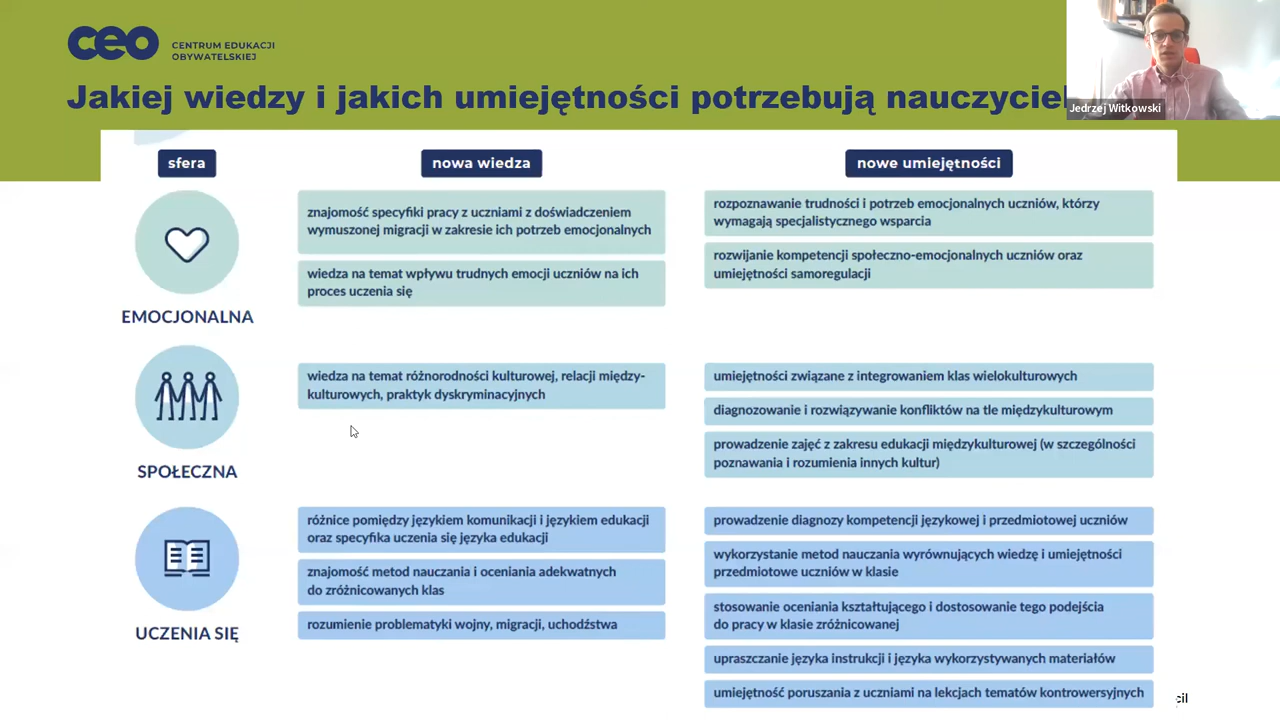 ceo
CENTRUM EDUKACJI
OBYWATELSKIEJ
Jakiej wiedzy i jakich umiejętności potrzebują
Jedrzej Witkowski
sfera
nowa wiedza
nowe umiejętności
EMOCJONALNA
znajomość specyfiki pracy z uczniami z doświadczeniem
wymuszonej migracji w zakresie ich potrzeb emocjonalnych
wiedza na temat wpływu trudnych emocji uczniów na ich
proces uczenia się
rozpoznawanie trudności i potrzeb emocjonalnych uczniów, którzy
wymagają specjalistycznego wsparcia
rozwijanie kompetencji społeczno-emocjonalnych uczniów oraz
umiejętności samoregulacji
SPOŁECZNA
wiedza na temat różnorodności kulturowej, relacji między-
kulturowych, praktyk dyskryminacyjnych
umiejętności związane z integrowaniem klas wielokulturowych
diagnozowanie i rozwiązywanie konfliktów na tle międzykulturowym
prowadzenie zajęć z zakresu edukacji międzykulturowej (w szczególności
poznawania i rozumienia innych kultur)
UCZENIA SIĘ
różnice pomiędzy językiem komunikacji i językiem edukacji
oraz specyfika uczenia się języka edukacji
znajomość metod nauczania i oceniania adekwatnych
do zróżnicowanych klas
rozumienie problematyki wojny, migracji, uchodźstwa
prowadzenie diagnozy kompetencji językowej i przedmiotowej uczniów
wykorzystanie metod nauczania wyrównujących wiedzę i umiejętności
przedmiotowe uczniów w klasie
stosowanie oceniania kształtującego i dostosowanie tego podejścia
do pracy w klasie zróżnicowanej
upraszczanie języka instrukcji i języka wykorzystywanych materiałów
umiejętność poruszania z uczniami na lekcjach tematów kontrowersyjnych